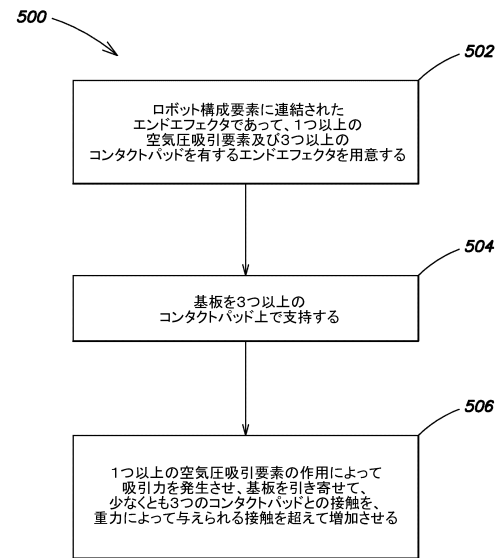 500
502
ロボット構成要素に連結された
エンドエフェクタであって、1つ以上の
空気圧吸引要素及び3つ以上の
コンタクトパッドを有するエンドエフェクタを用意する
504
基板を3つ以上の
コンタクトパッド上で支持する
506
1つ以上の空気圧吸引要素の作用によって
吸引力を発生させ、基板を引き寄せて、
少なくとも3つのコンタクトパッドとの接触を、
重力によって与えられる接触を超えて増加させる